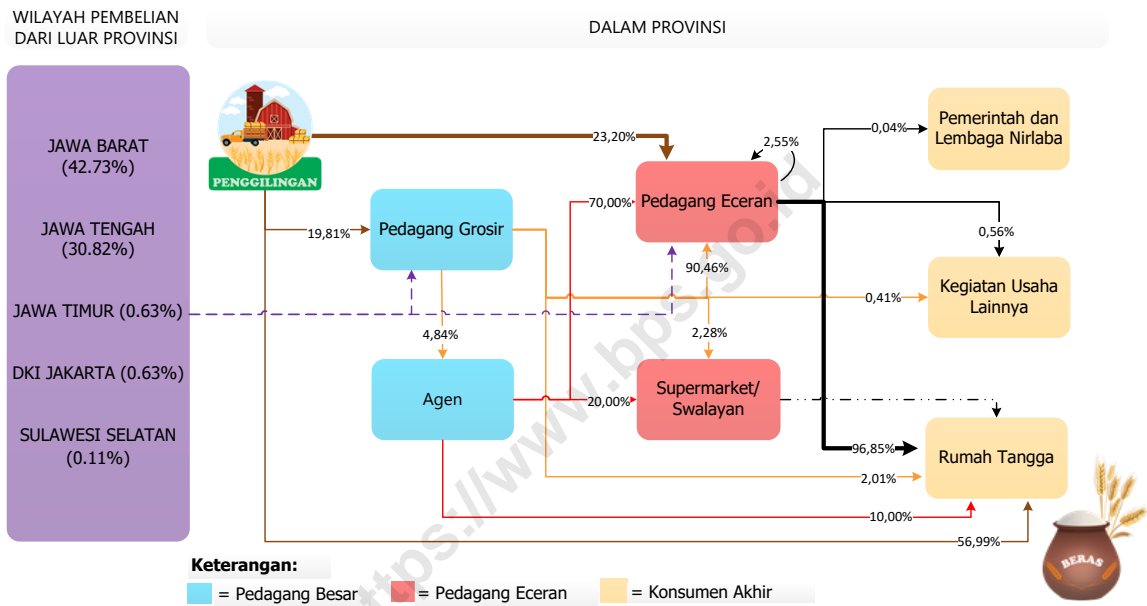 WILAYAH PEMBELIAN
DARI LUAR PROVINSI
DALAM PROVINSI
JAWA BARAT
(42.73%)
JAWA TENGAH
(30.82%)
JAWA TIMUR (0.63%)
DKI JAKARTA (0.63%)
SULAWESI SELATAN
(0.11%)
PENGGILINGAN
23,20%
2,55%
0,04%
Pemerintah dan
Lembaga Nirlaba
Pedagang Eceran
70,00%
19,81%
Pedagang Grosir
0,56%
90,46%
Kegiatan Usaha
Lainnya
0,41%
4,84%
2,28%
Agen
20,00%
Supermarket/
Swalayan
96,85%
Rumah Tangga
2,01%
10,00%
56,99%
BERAS
Keterangan:
= Pedagang Besar
= Pedagang Eceran
= Konsumen Akhir
https://www.bps.go.id